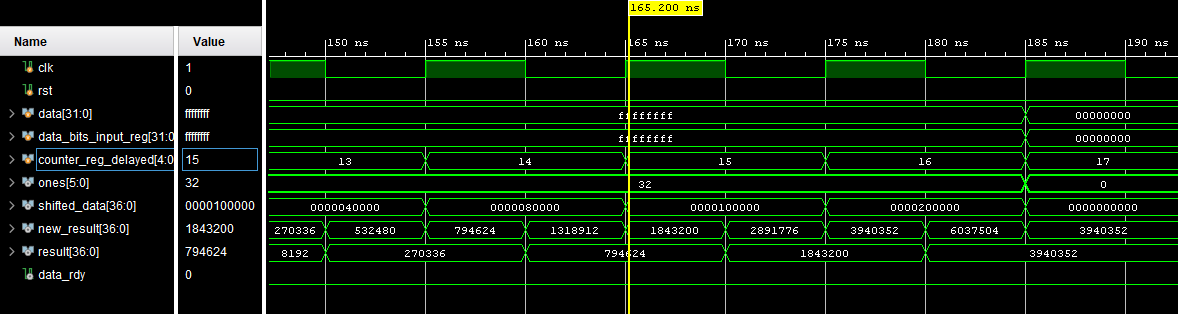 165.200 ns
Name Value
150 ns 155 ns 160 ns 165 ns 170 ns 175 ns 180 ns 185 ns 190 ns
clk 1
rst 0
data[31:0] ffffffff ffffffff 00000000
data_bits_input_reg[31:0 ffffffff ffffffff 00000000
counter_reg_delayed[4:0 15 13 14 15 16 17
ones[5:0] 32 32 0
shifted_data[36:0] 0000100000 0000040000 0000080000 0000100000 0000200000 0000000000
new_result[36:0] 1843200 270336 532480 794624 1318912 1843200 2891776 3940352 6037504 3940352
result[36:0] 794624 8192 270336 794624 1843200 3940352
data_rdy 0